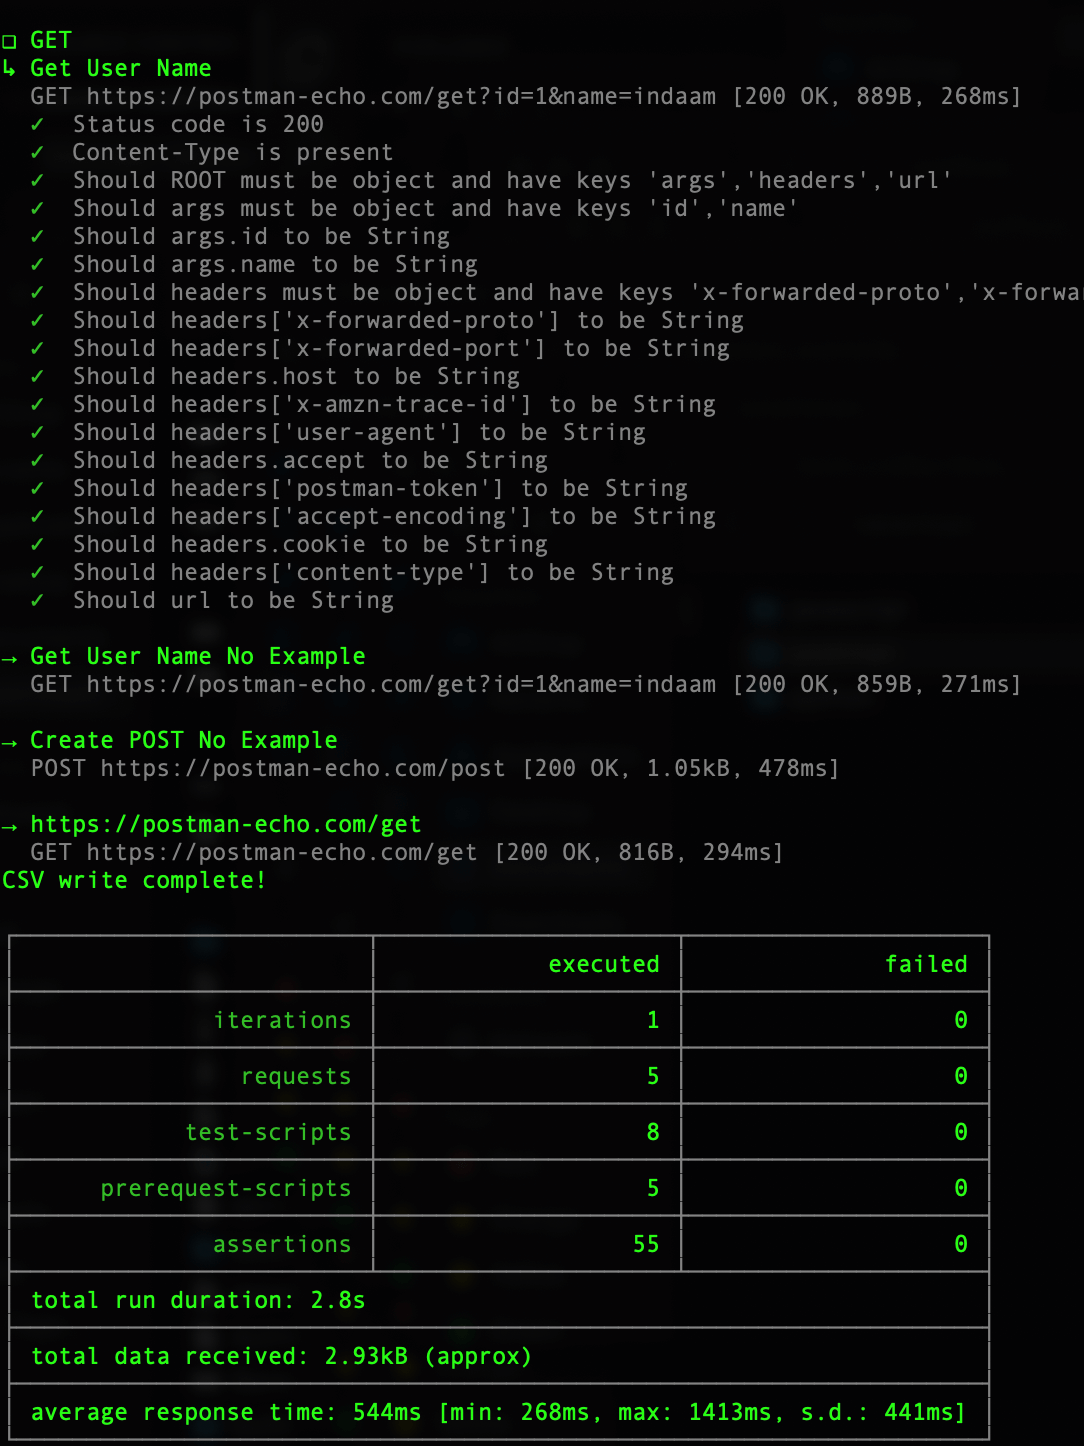 □ GET
↳ Get User Name
GET https://postman-echo.com/get?id=1&name=indaam [200 OK, 889B, 268ms]
✓ Status code is 200
✓ Content-Type is present
✓ Should ROOT must be object and have keys 'args','headers','url'
✓ Should args must be object and have keys 'id','name'
✓ Should args.id to be String
✓ Should args.name to be String
✓ Should headers must be object and have keys 'x-forwarded-proto','x-forwa
✓ Should headers['x-forwarded-proto'] to be String
✓ Should headers['x-forwarded-port'] to be String
✓ Should headers.host to be String
✓ Should headers['x-amzn-trace-id'] to be String
✓ Should headers['user-agent'] to be String
✓ Should headers.accept to be String
✓ Should headers['postman-token'] to be String
✓ Should headers['accept-encoding'] to be String
✓ Should headers.cookie to be String
✓ Should headers['content-type'] to be String
✓ Should url to be String
→ Get User Name No Example
GET https://postman-echo.com/get?id=1&name=indaam [200 OK, 859B, 271ms]
→ Create POST No Example
POST https://postman-echo.com/post [200 OK, 1.05kB, 478ms]
→ https://postman-echo.com/get
GET https://postman-echo.com/get [200 OK, 816B, 294ms]
CSV write complete!
executed failed
iterations 1 0
requests 5 0
test-scripts 8 0
prerequest-scripts 5 0
assertions 55 0
total run duration: 2.8s
total data received: 2.93kB (approx)
average response time: 544ms [min: 268ms, max: 1413ms, s.d.: 441ms]